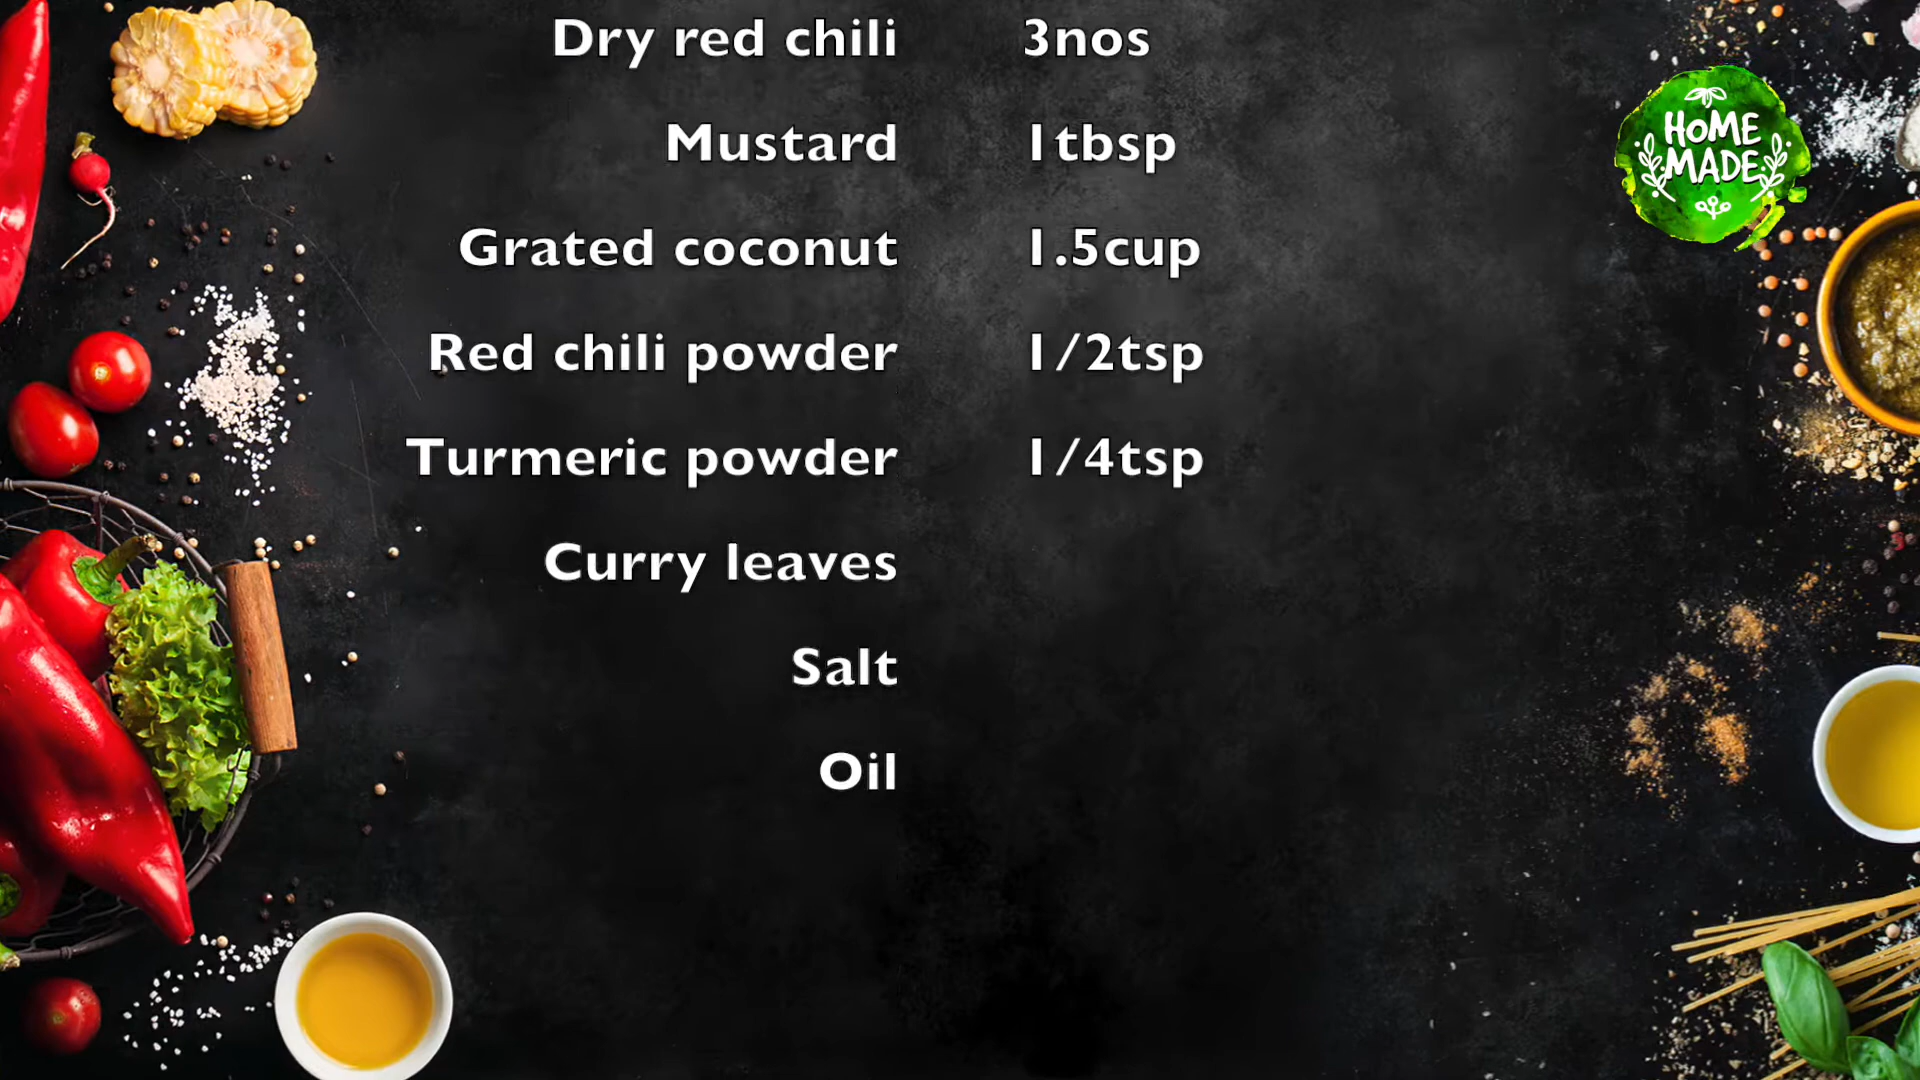 Dry red chili 3nos
Mustard 1tbsp
Grated coconut 1.5cup
Red chili powder 1/2tsp
Turmeric powder 1/4tsp
Curry leaves
Salt
Oil
HOME
MADE